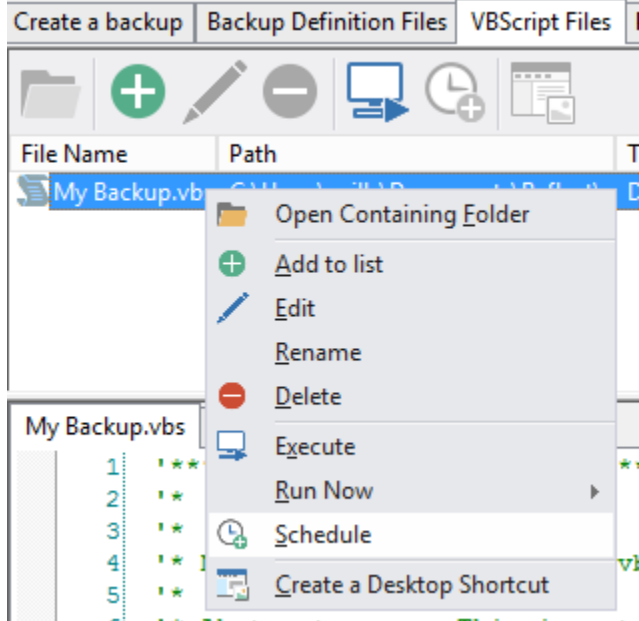 Create a backup Backup Definition Files VBScript Files
File Name Path
My Backup.vbs
Open Containing Folder
Add to list
Edit
Rename
Delete
Execute
Run Now
Schedule
Create a Desktop Shortcut
My Backup.vbs
1 '**
2 '*
3 '*
4 '*
5 '*